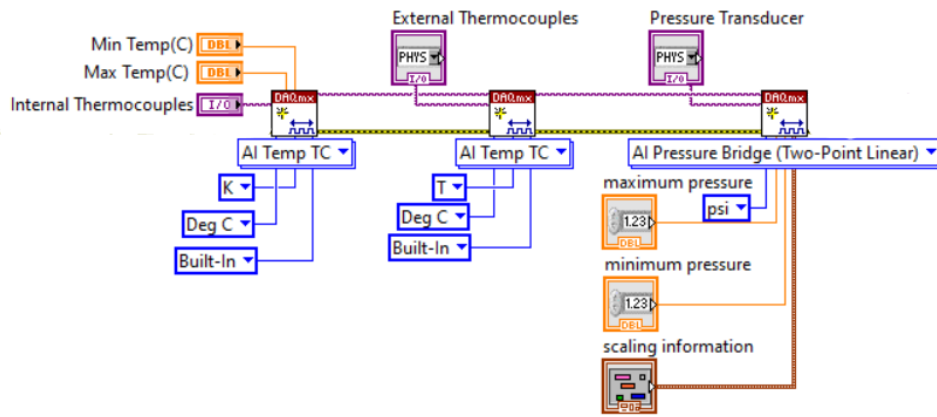 External Thermocouples
Pressure Transducer
Min Temp(C)
DBL
PHYS
I/O
PHYS
I/O
Max Temp(C)
DBL
Internal Thermocouples
I/O
DAQmx
DAQmx
DAQmx
AI Temp TC
AI Temp TC
AI Pressure Bridge (Two-Point Linear)
K
T
maximum pressure
psi
Deg C
Deg C
1.23
DBL
Built-In
Built-In
minimum pressure
1.23
DBL
scaling information